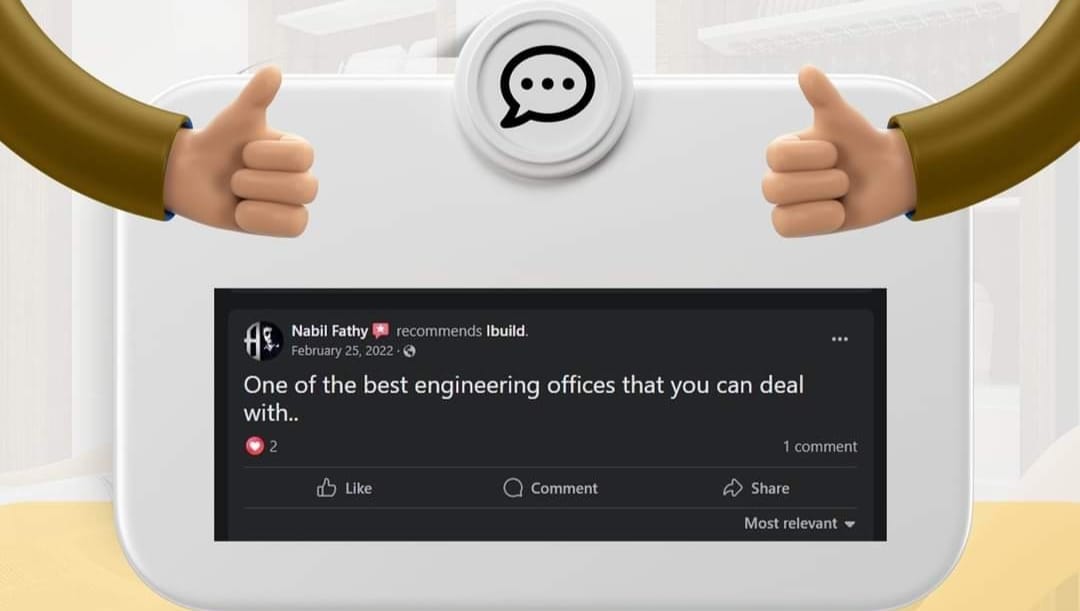 Nabil Fathy recommends Ibuild.
February 25, 2022 ·
One of the best engineering offices that you can deal
with..
2 1 comment
Like Comment Share
Most relevant